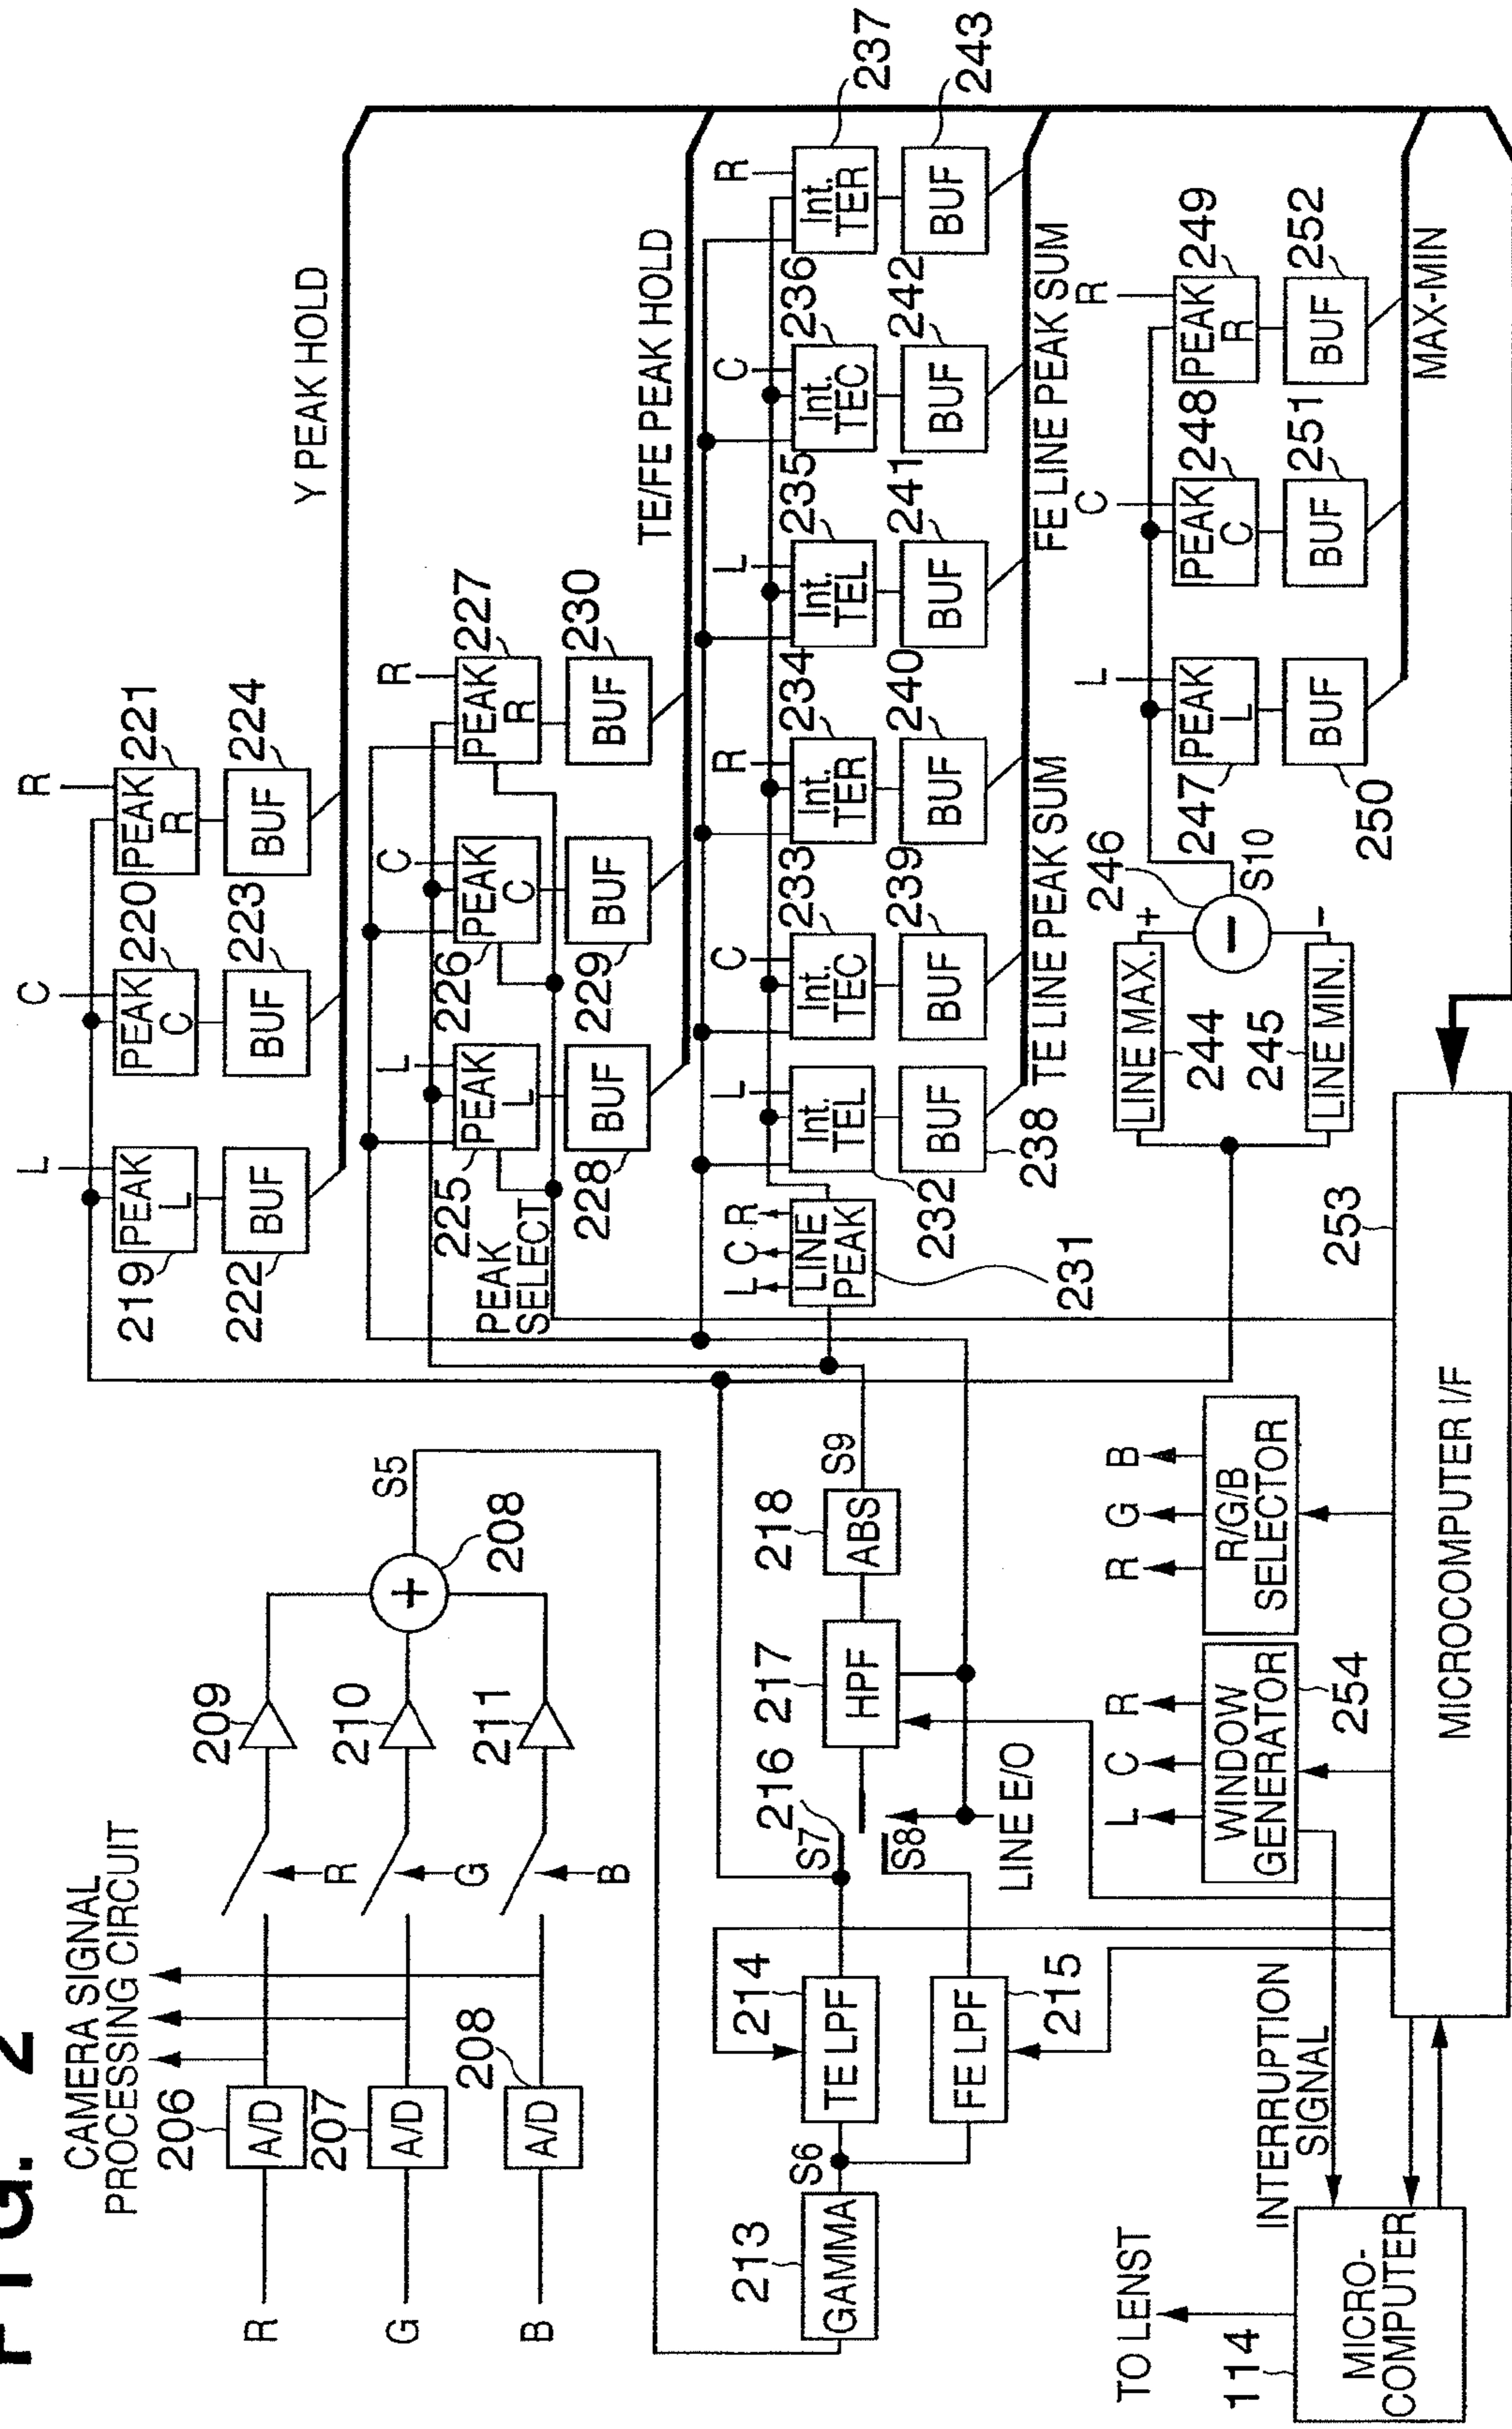 FIG. 2
CAMERA SIGNAL
PROCESSING CIRCUIT
R
206
A/D
G
207
A/D
B
208
A/D
R
G
B
209
210
211
+
208
S5
213
GAMMA
S6
214
TE LPF
FE LPF
215
S7
216
S8
LINE E/O
217
HPF
218
ABS
S9
L
C
R
219
PEAK
L
220
PEAK
C
221
PEAK
R
222
BUF
223
BUF
224
BUF
Y PEAK HOLD
L
C
R
225
PEAK
L
226
PEAK
C
227
PEAK
R
PEAK
SELECT
228
BUF
229
BUF
230
BUF
TE/FE PEAK HOLD
L C R
LINE
PEAK
231
L
C
R
L
C
R
Int.
TEL
232
Int.
TEC
233
Int.
TER
234
Int.
TEL
235
Int.
TEC
236
Int.
TER
237
BUF
238
BUF
239
BUF
240
BUF
241
BUF
242
BUF
243
TE LINE PEAK SUM
FE LINE PEAK SUM
LINE MAX.
244
+
246
−
S10
245
LINE MIN.
-
L
C
R
247
PEAK
L
248
PEAK
C
249
PEAK
R
250
BUF
251
BUF
252
BUF
MAX-MIN
L C R
WINDOW
GENERATOR
254
R G B
R/G/B
SELECTOR
253
MICROCOMPUTER I/F
INTERRUPTION
SIGNAL
TO LENST
114
MICRO-
COMPUTER